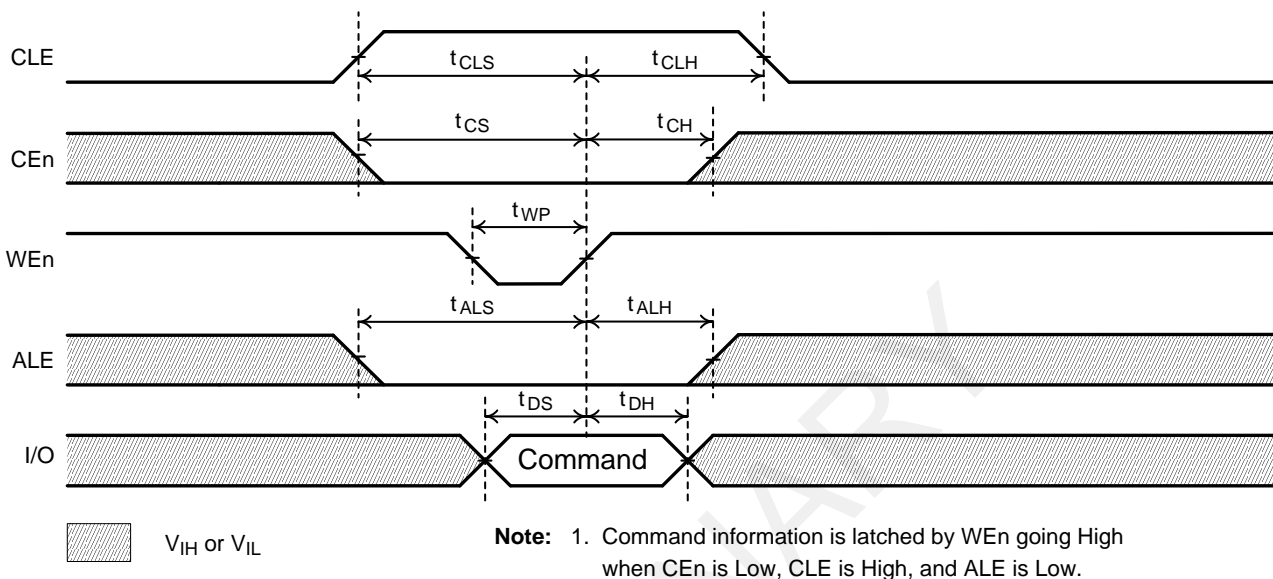 CLE
tCLS
tCLH
CEn
tCS
tCH
WEn
tWP
ALE
tALS
tALH
I/O
tDS
tDH
Command
VIH or VIL
Note: 1. Command information is latched by WEn going High
when CEn is Low, CLE is High, and ALE is Low.